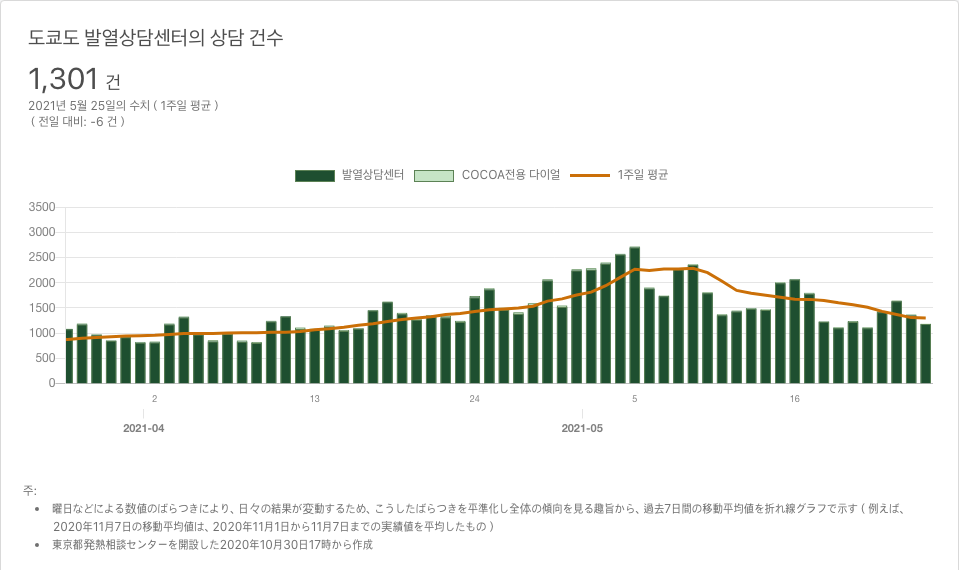 도쿄도 발열상담센터의 상담 건수
1,301 건
2021년 5월 25일의 수치 ( 1주일 평균 )
( 전일 대비: -6 건 )
발열상담센터 COCOA전용 다이얼 1주일 평균
3500
3000
2500
2000
1500
1000
500
0
2 13 24 5 16
2021-04 2021-05
주:
• 曜日などによる数値のばらつきにより、日々の結果が変動するため、こうしたばらつきを平準化し全体の傾向を見る趣旨から、過去7日間の移動平均値を折れ線グラフで示す ( 例えば、
2020年11月7日の移動平均値は、2020年11月1日から11月7日までの実績値を平均したもの )
• 東京都発熱相談センターを開設した2020年10月30日17時から作成